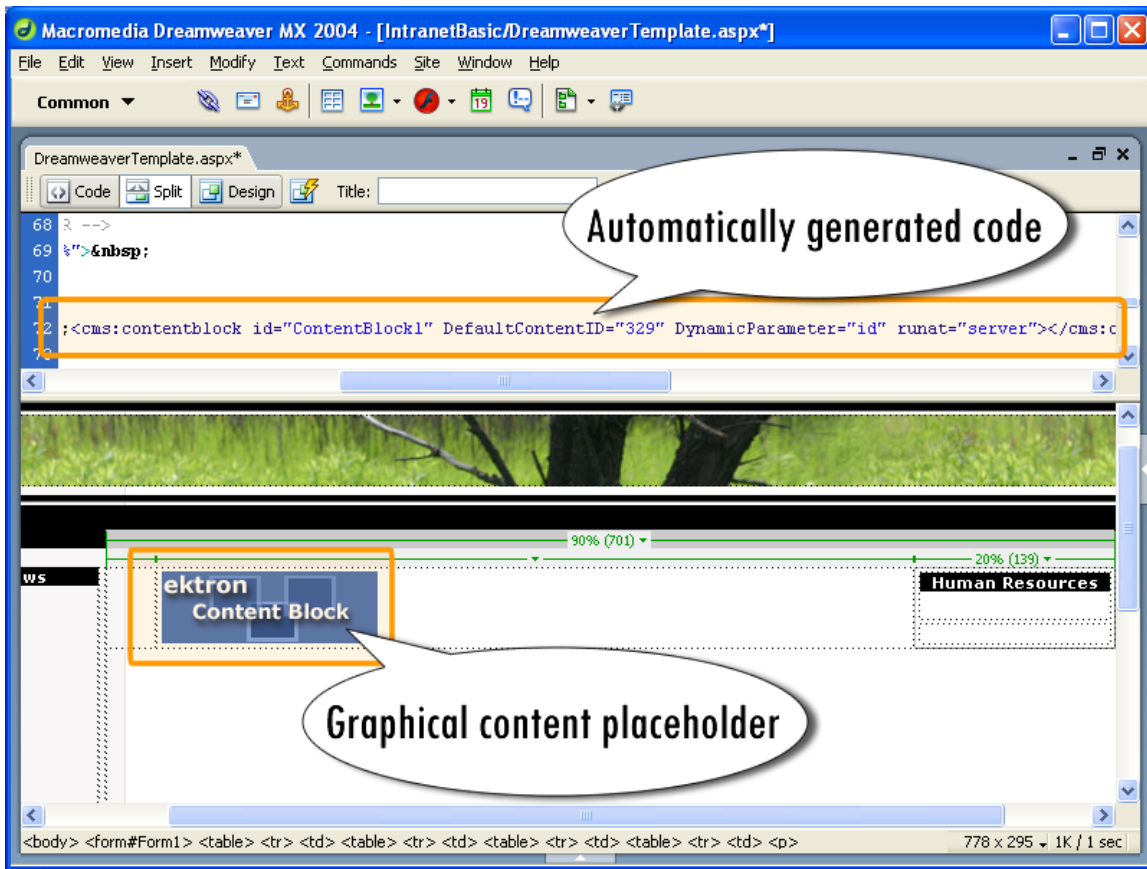 Macromedia Dreamweaver MX 2004 - [IntranetBasic/DreamweaverTemplate.aspx*]
File Edit View Insert Modify Text Commands Site Window Help
Common
19
DreamweaverTemplate.aspx*
Code Split Design Title:
Automatically generated code
68 R -->
69 %">&nbsp;
70
71
72 ;<cms:contentblock id="ContentBlock1" DefaultContentID="329" DynamicParameter="id" runat="server"></cms:c
73
90% (701)
20% (139)
ws
ektron
Content Block
Human Resources
Graphical content placeholder
<body> <form#Form1> <table> <tr> <td> <table> <tr> <td> <table> <tr> <td> <table> <tr> <td> <p> 778 x 295 1K / 1 sec